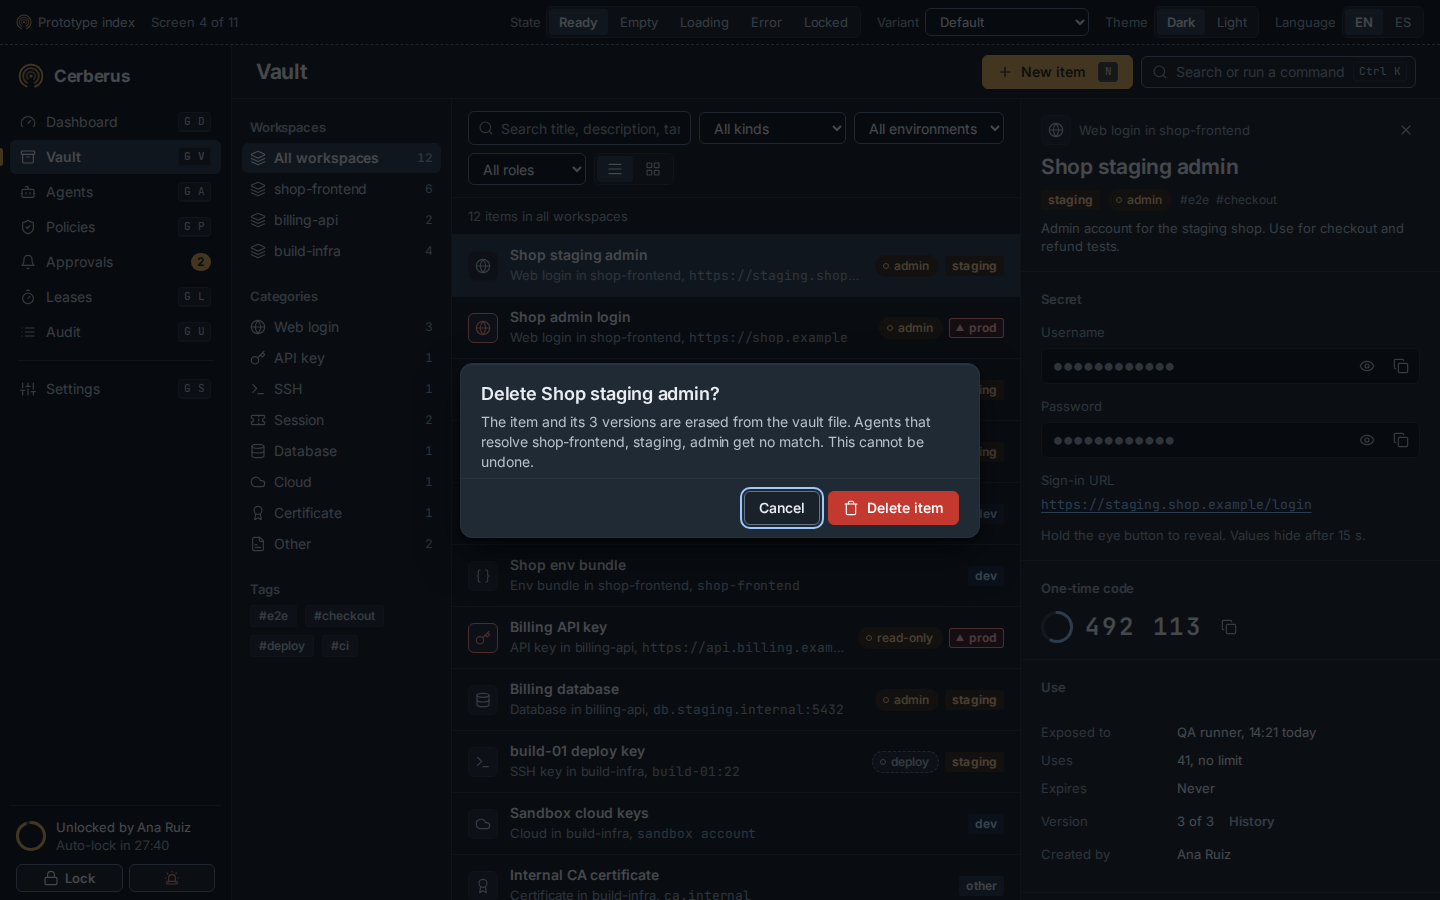 Prototype index
Screen 4 of 11
State
Ready
Empty
Loading
Error
Locked
Variant
Default
Theme
Dark
Light
Language
EN
ES
Cerberus
Dashboard
G D
Vault
G V
Agents
G A
Policies
G P
Approvals
2
Leases
G L
Audit
G U
Settings
G S
Unlocked by Ana Ruiz
Auto-lock in 27:40
Lock
Vault
New item
N
Search or run a command
Ctrl K
Workspaces
All workspaces
12
shop-frontend
6
billing-api
2
build-infra
4
Categories
Web login
3
API key
1
SSH
1
Session
2
Database
1
Cloud
1
Certificate
1
Other
2
Tags
#e2e
#checkout
#deploy
#ci
Search title, description, tar
All kinds
All environments
All roles
12 items in all workspaces
Shop staging admin
Web login in shop-frontend, https://staging.shop…
admin
staging
Shop admin login
Web login in shop-frontend, https://shop.example
admin
prod
Delete Shop staging admin?
The item and its 3 versions are erased from the vault file. Agents that
resolve shop-frontend, staging, admin get no match. This cannot be
undone.
Cancel
Delete item
Shop env bundle
Env bundle in shop-frontend, shop-frontend
dev
Billing API key
API key in billing-api, https://api.billing.exam…
read-only
prod
Billing database
Database in billing-api, db.staging.internal:5432
admin
staging
build-01 deploy key
SSH key in build-infra, build-01:22
deploy
staging
Sandbox cloud keys
Cloud in build-infra, sandbox account
dev
Internal CA certificate
Certificate in build-infra, ca.internal
other
Web login in shop-frontend
Shop staging admin
staging
admin
#e2e #checkout
Admin account for the staging shop. Use for checkout and
refund tests.
Secret
Username
Password
Sign-in URL
https://staging.shop.example/login
Hold the eye button to reveal. Values hide after 15 s.
One-time code
492 113
Use
Exposed to
QA runner, 14:21 today
Uses
41, no limit
Expires
Never
Version
3 of 3
History
Created by
Ana Ruiz